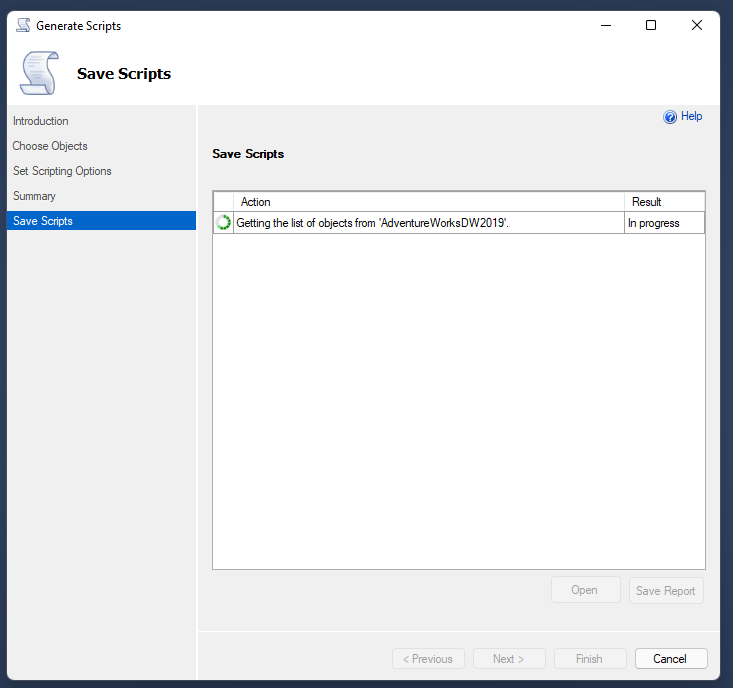 Generate Scripts
Save Scripts
Introduction
Choose Objects
Set Scripting Options
Summary
Save Scripts
Help
Save Scripts
Action Result
Getting the list of objects from 'AdventureWorksDW2019'. In progress
Open Save Report
< Previous Next > Finish Cancel